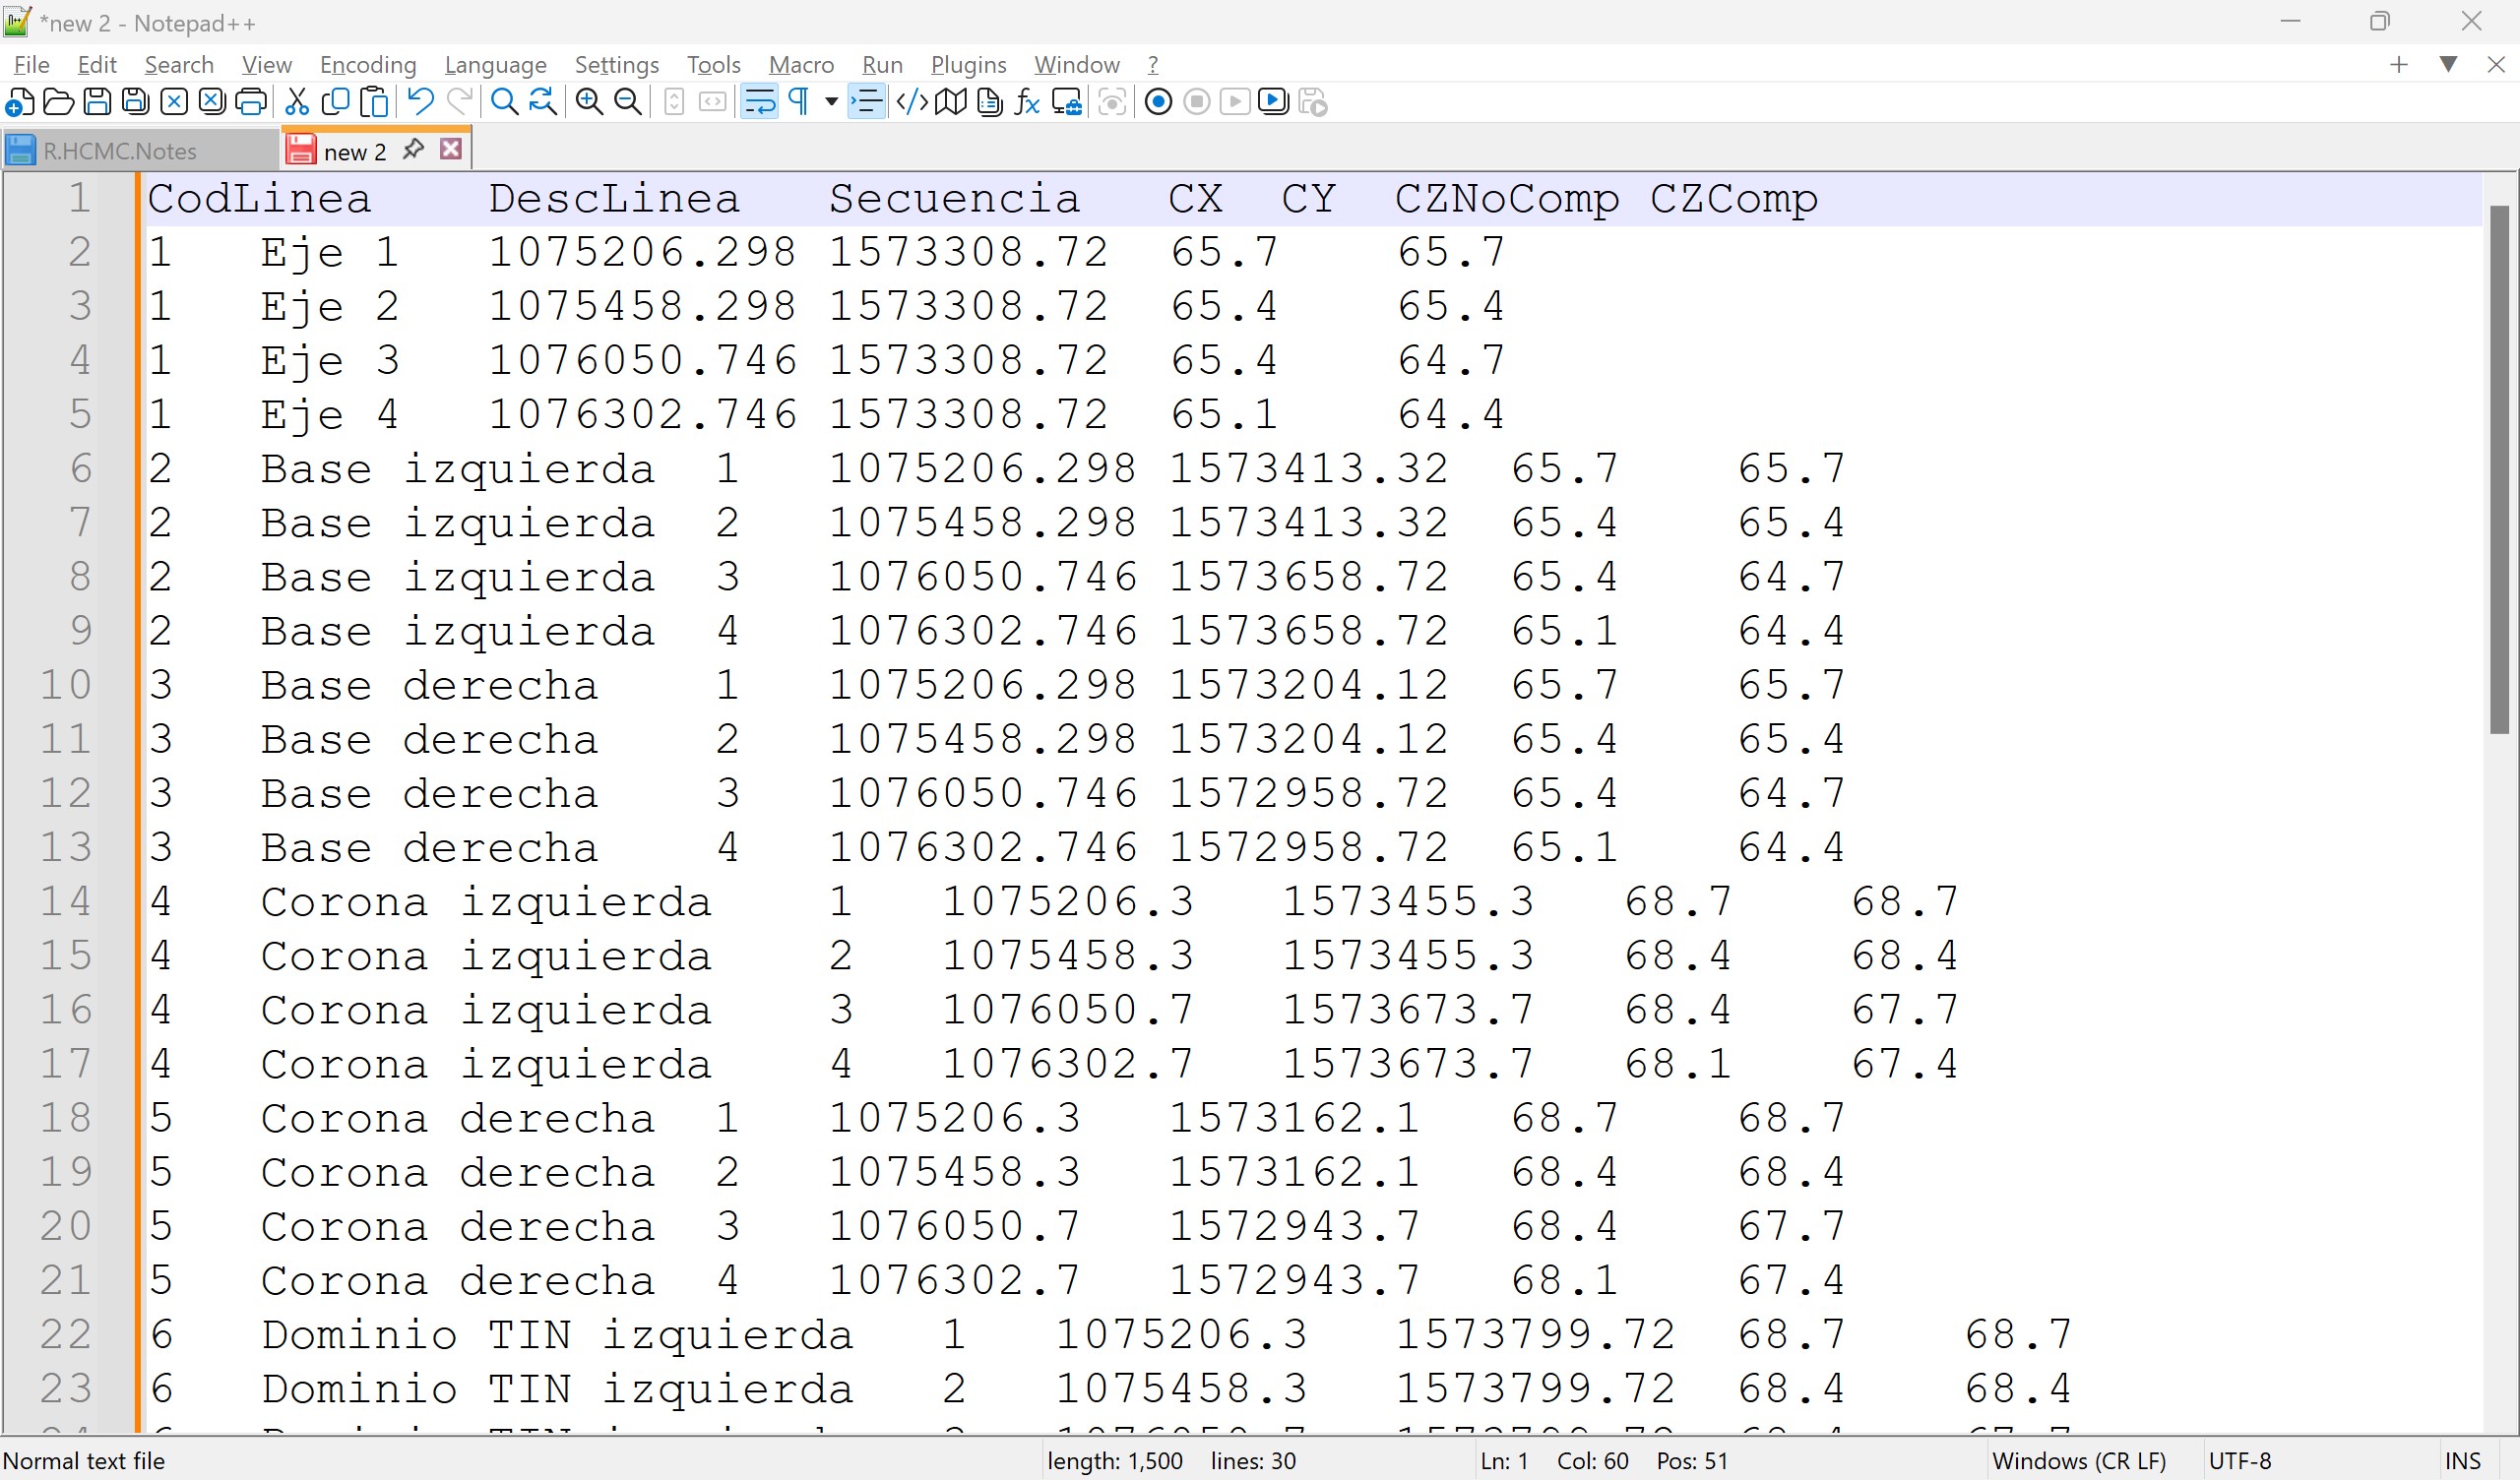 *new 2 - Notepad++
File Edit Search View Encoding Language Settings Tools Macro Run Plugins Window ?
R.HCMC.Notes new 2
1 CodLinea DescLinea Secuencia CX CY CZNoComp CZComp
2 1 Eje 1 1075206.298 1573308.72 65.7 65.7
3 1 Eje 2 1075458.298 1573308.72 65.4 65.4
4 1 Eje 3 1076050.746 1573308.72 65.4 64.7
5 1 Eje 4 1076302.746 1573308.72 65.1 64.4
6 2 Base izquierda 1 1075206.298 1573413.32 65.7 65.7
7 2 Base izquierda 2 1075458.298 1573413.32 65.4 65.4
8 2 Base izquierda 3 1076050.746 1573658.72 65.4 64.7
9 2 Base izquierda 4 1076302.746 1573658.72 65.1 64.4
10 3 Base derecha 1 1075206.298 1573204.12 65.7 65.7
11 3 Base derecha 2 1075458.298 1573204.12 65.4 65.4
12 3 Base derecha 3 1076050.746 1572958.72 65.4 64.7
13 3 Base derecha 4 1076302.746 1572958.72 65.1 64.4
14 4 Corona izquierda 1 1075206.3 1573455.3 68.7 68.7
15 4 Corona izquierda 2 1075458.3 1573455.3 68.4 68.4
16 4 Corona izquierda 3 1076050.7 1573673.7 68.4 67.7
17 4 Corona izquierda 4 1076302.7 1573673.7 68.1 67.4
18 5 Corona derecha 1 1075206.3 1573162.1 68.7 68.7
19 5 Corona derecha 2 1075458.3 1573162.1 68.4 68.4
20 5 Corona derecha 3 1076050.7 1572943.7 68.4 67.7
21 5 Corona derecha 4 1076302.7 1572943.7 68.1 67.4
22 6 Dominio TIN izquierda 1 1075206.3 1573799.72 68.7 68.7
23 6 Dominio TIN izquierda 2 1075458.3 1573799.72 68.4 68.4
Normal text file length: 1,500 lines: 30 Ln: 1 Col: 60 Pos: 51 Windows (CR LF) UTF-8 INS